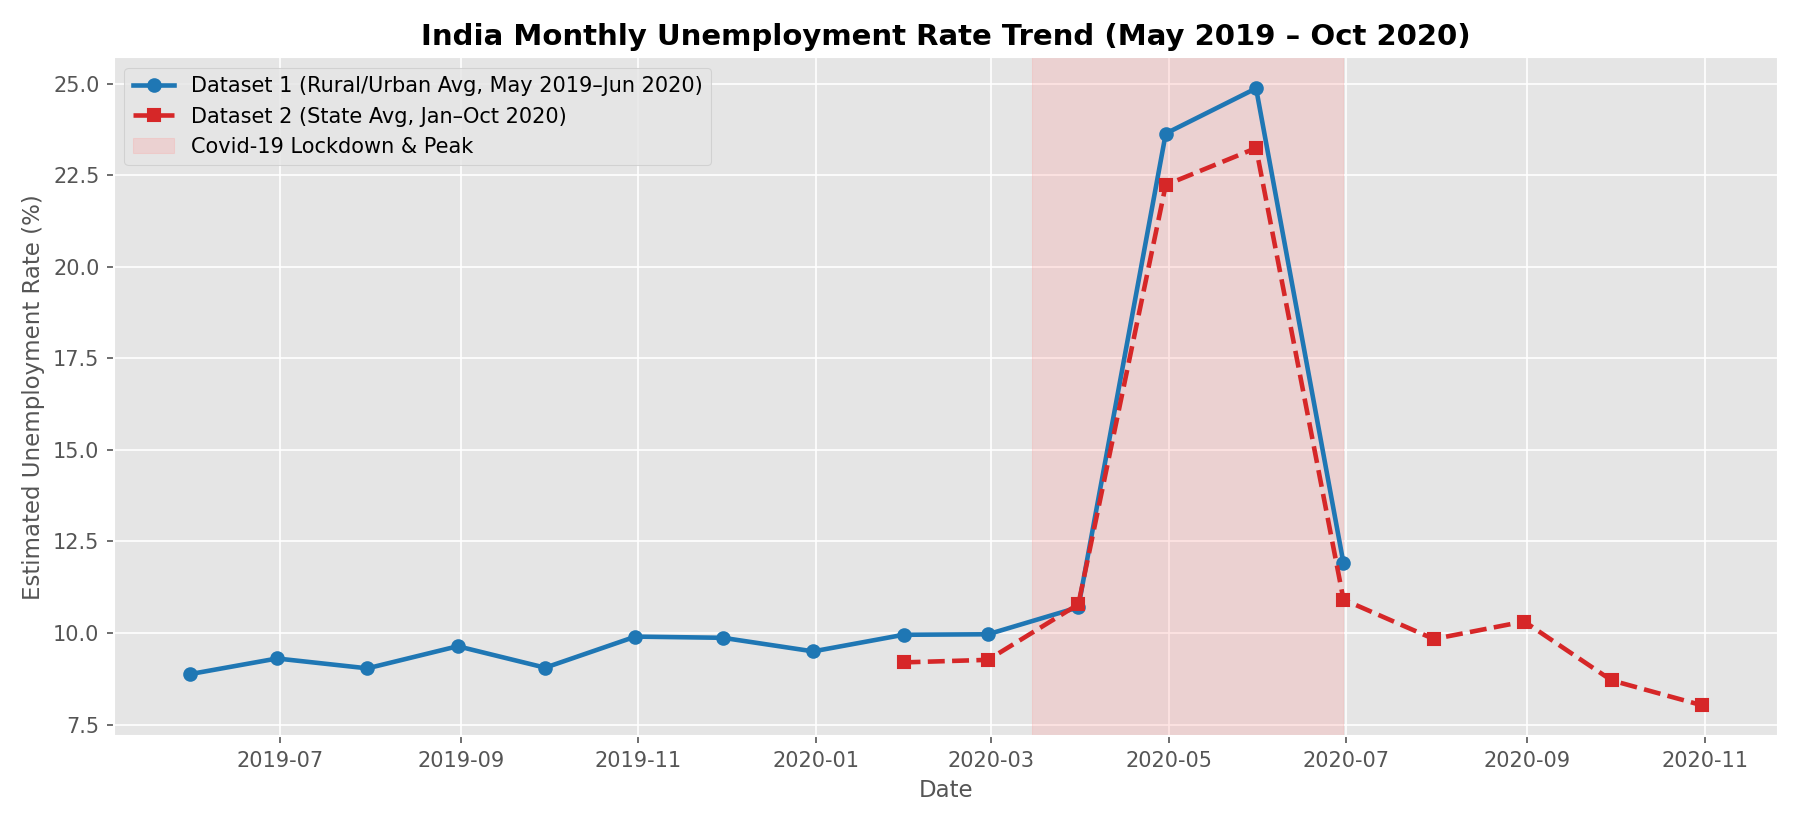 India Monthly Unemployment Rate Trend (May 2019 – Oct 2020)
Dataset 1 (Rural/Urban Avg, May 2019–Jun 2020)
Dataset 2 (State Avg, Jan–Oct 2020)
Covid-19 Lockdown & Peak
Estimated Unemployment Rate (%)
25.0
22.5
20.0
17.5
15.0
12.5
10.0
7.5
2019-07 2019-09 2019-11 2020-01 2020-03 2020-05 2020-07 2020-09 2020-11
Date